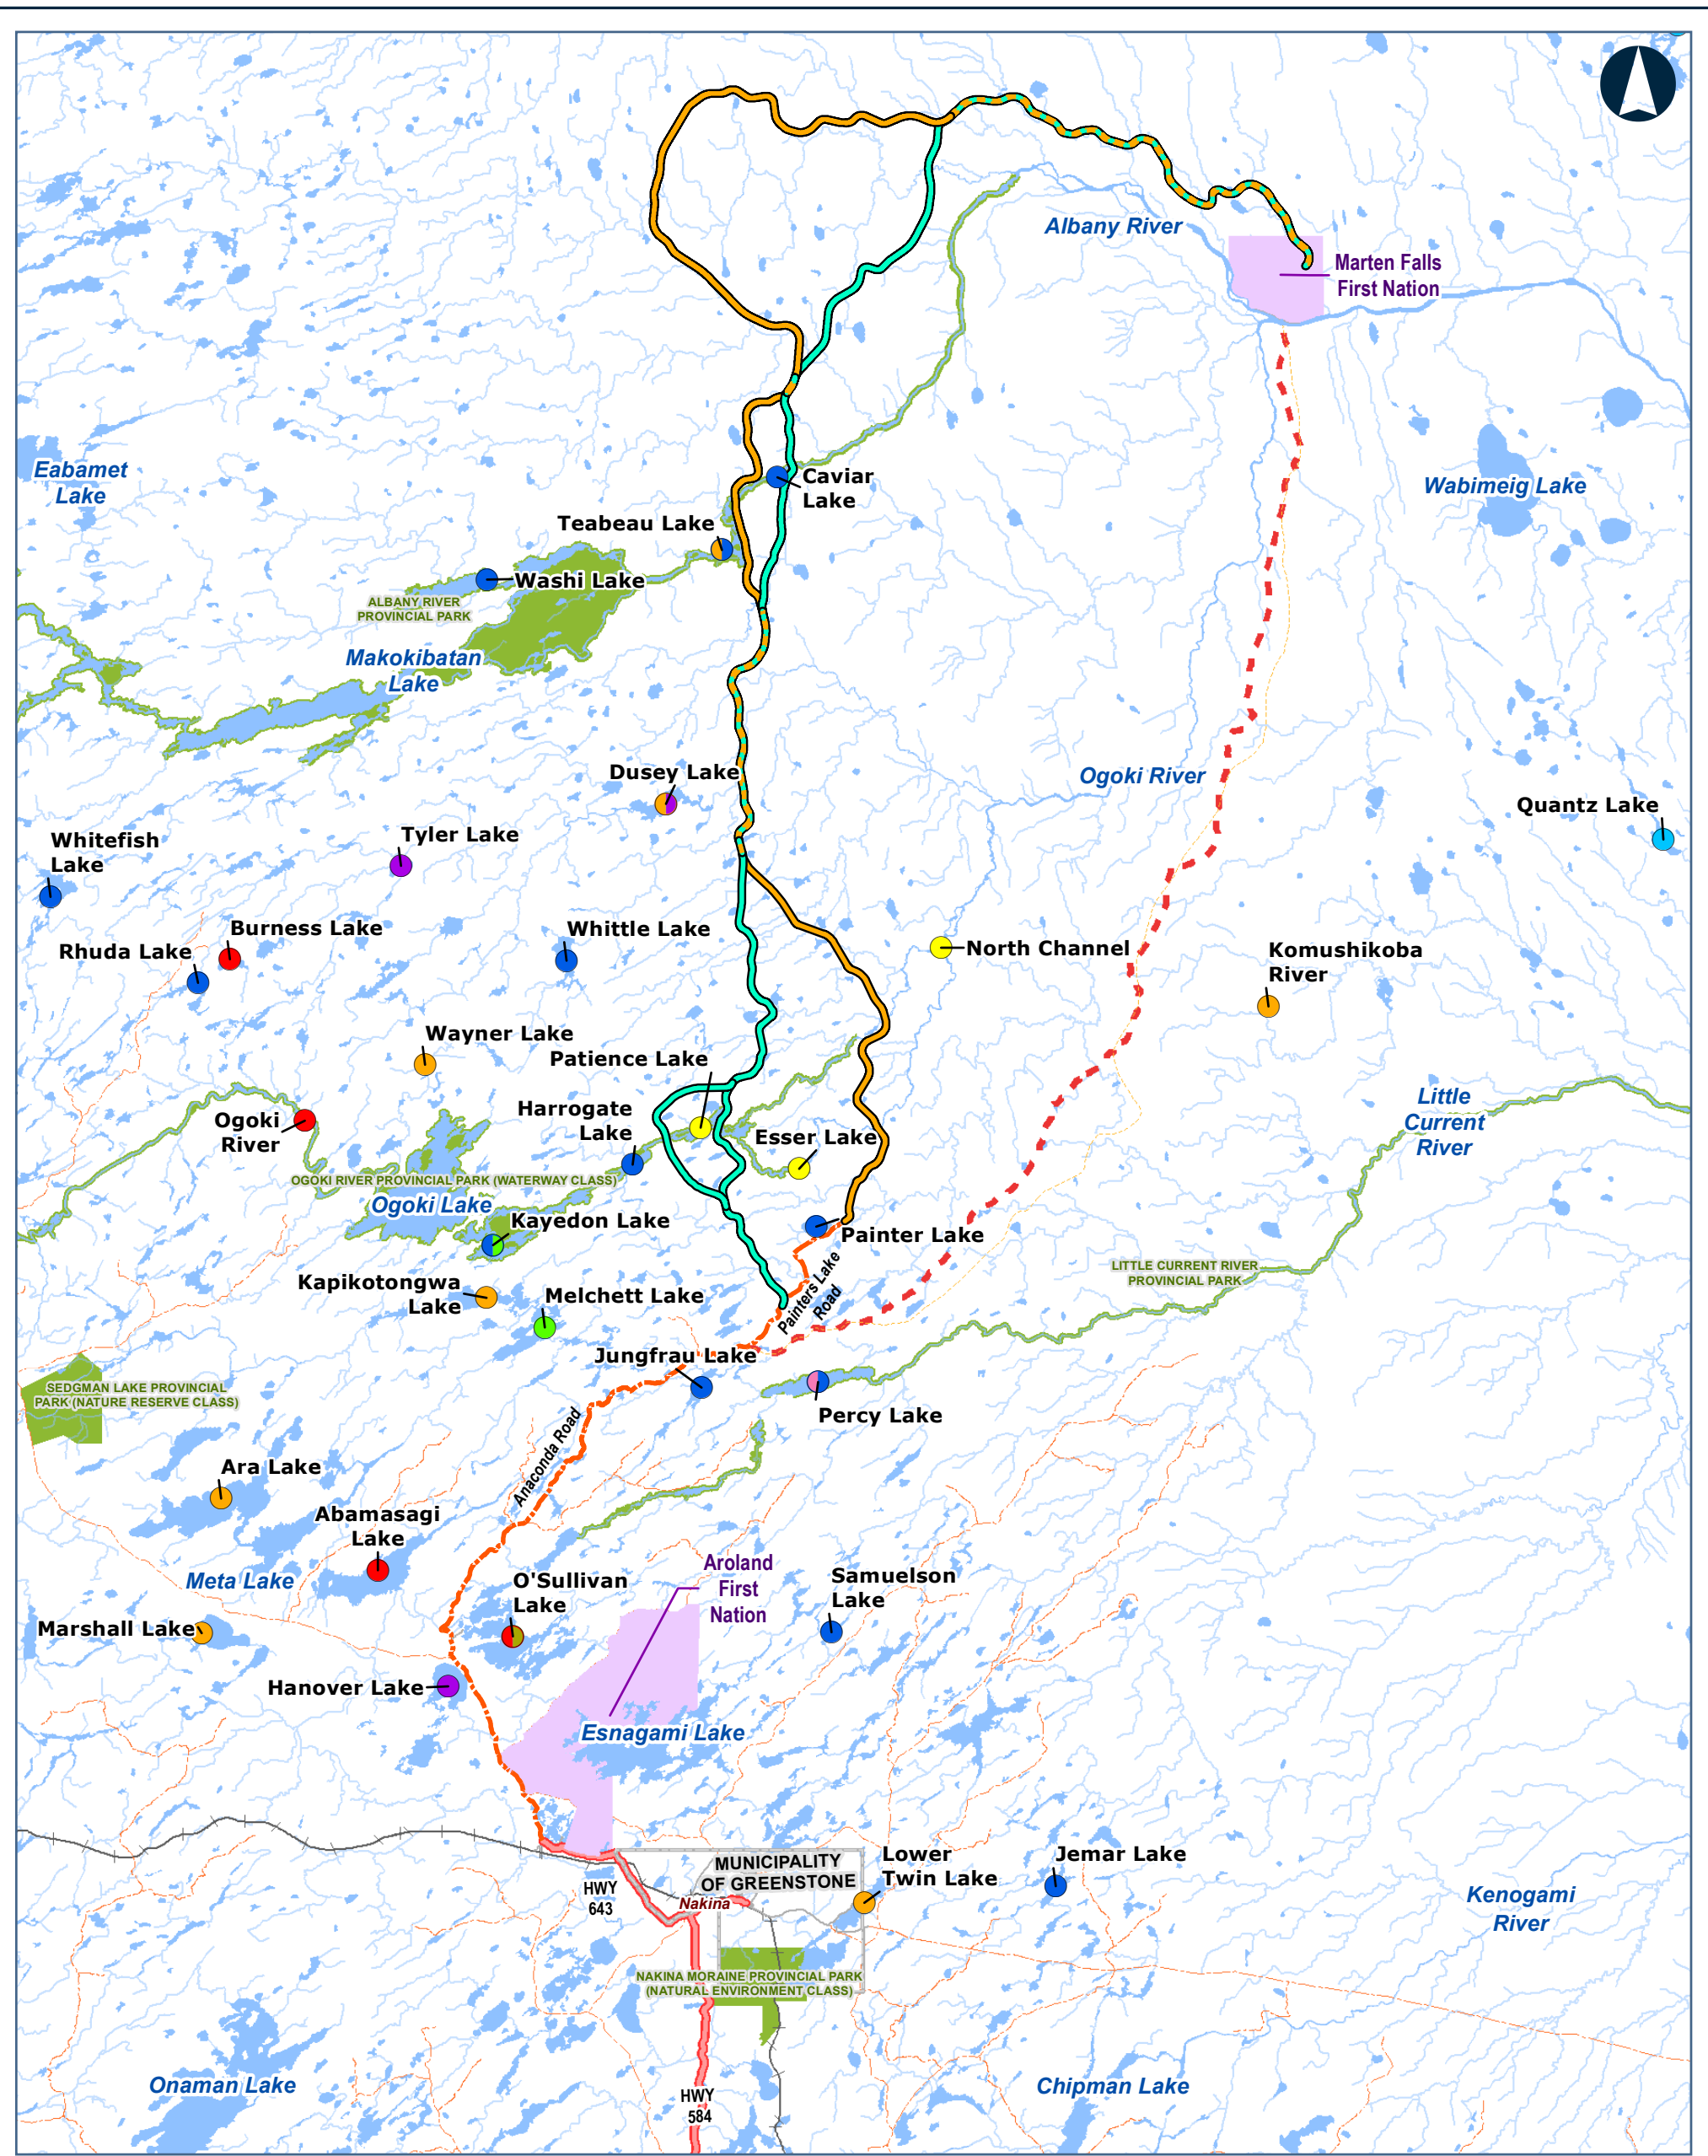 Albany River
Marten Falls
First Nation
Eabamet
Lake
Caviar
Lake
Wabimeig Lake
Teabeau Lake
Washi Lake
ALBANY RIVER
PROVINCIAL PARK
Makokibatan
Lake
Dusey Lake
Ogoki River
Quantz Lake
Whitefish
Lake
Tyler Lake
Burness Lake
Whittle Lake
Rhuda Lake
North Channel
Komushikoba
River
Wayner Lake
Patience Lake
Harrogate
Lake
Ogoki
River
Esser Lake
Little
Current
River
OGOKI RIVER PROVINCIAL PARK (WATERWAY CLASS)
Ogoki Lake
Kayedon Lake
Painter Lake
LITTLE CURRENT RIVER
PROVINCIAL PARK
Kapikotongwa
Lake
Melchett Lake
Painters Lake
Road
Jungfrau Lake
SEDGMAN LAKE PROVINCIAL
PARK (NATURE RESERVE CLASS)
Percy Lake
Anaconda Road
Ara Lake
Abamasagi
Lake
Meta Lake
O'Sullivan
Lake
Aroland
First
Nation
Samuelson
Lake
Marshall Lake
Hanover Lake
Esnagami Lake
MUNICIPALITY
OF GREENSTONE
Lower
Twin Lake
Jemar Lake
HWY
643
Nakina
Kenogami
River
NAKINA MORAINE PROVINCIAL PARK
(NATURAL ENVIRONMENT CLASS)
Onaman Lake
HWY
584
Chipman Lake